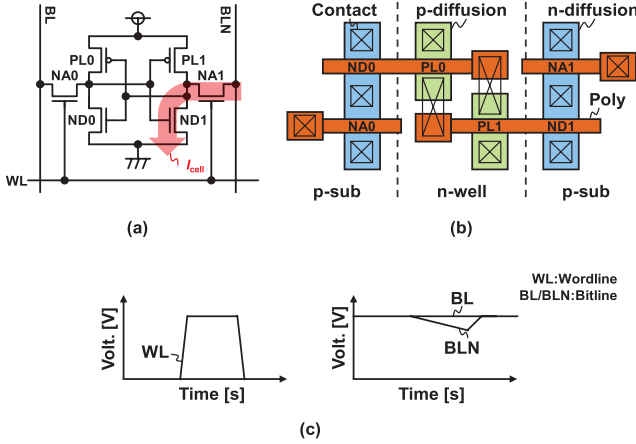 BL
BLN
PL0
PL1
NA0
NA1
ND0
ND1
Icell
WL
(a)
Contact
p-diffusion
n-diffusion
ND0
PL0
NA1
NA0
PL1
ND1
Poly
p-sub
n-well
p-sub
(b)
WL:Wordline
BL/BLN:Bitline
Volt. [V]
WL
Time [s]
Volt. [V]
BL
BLN
Time [s]
(c)